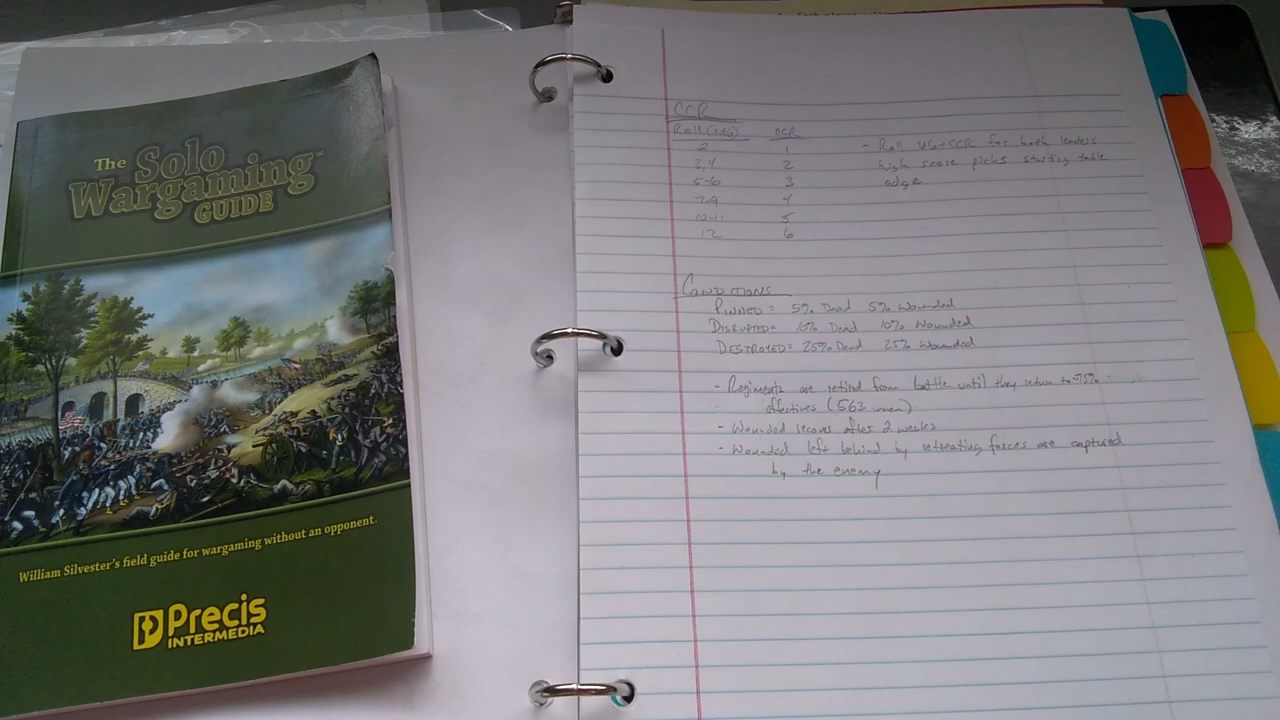 The Solo
Wargaming
GUIDE
William Silvester's field guide for wargaming without an opponent.
Precis
INTERMEDIA
CCR
Roll (2d6) CCR
2 1
3,4 2
5-6 3
7-9 4
10-11 5
12 6
- Roll d6+CCR for both leaders
high score picks starting table
edge
CONDITIONS
PINNED = 5% Dead 5% Wounded
DISRUPTED = 10% Dead 10% Wounded
DESTROYED = 25% Dead 25% Wounded
- Regiments are retired from battle until they return to 75%
effectives (563 men)
- Wounded recover after 2 weeks
- Wounded left behind by retreating forces are captured
by the enemy